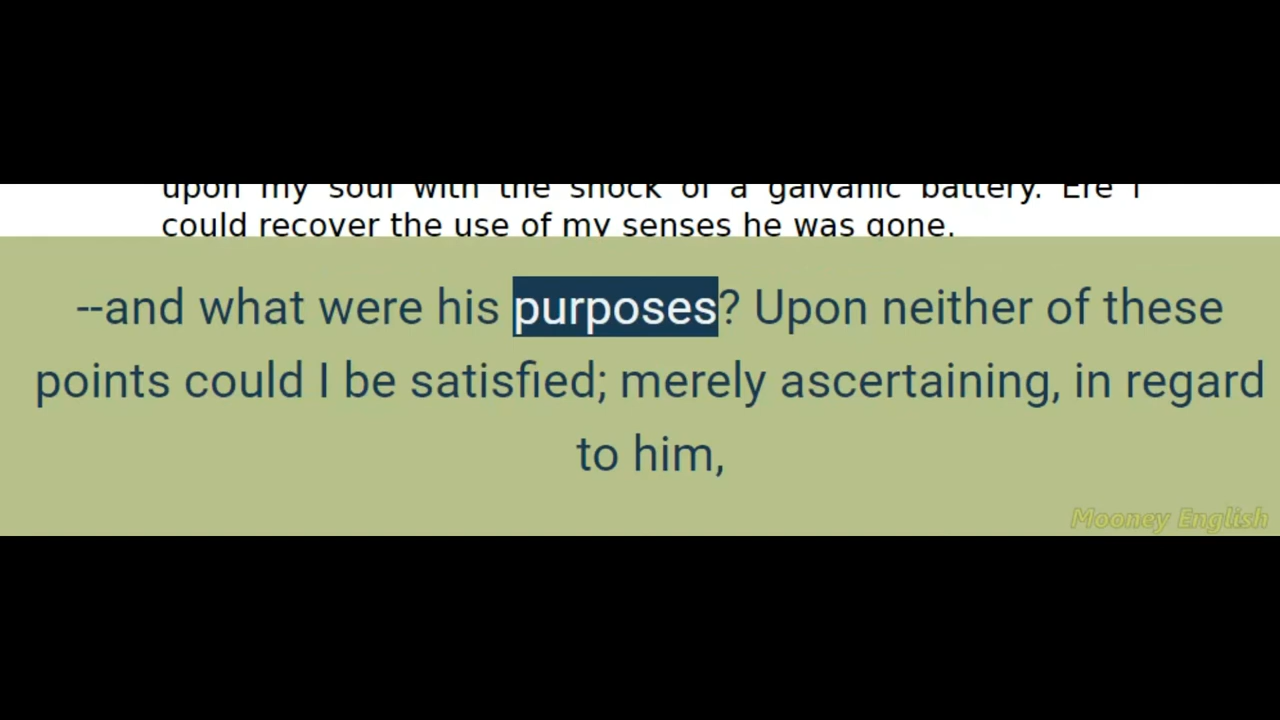 upon my soul with the shock of a galvanic battery. Ere I
could recover the use of my senses he was gone.
--and what were his purposes? Upon neither of these
points could I be satisfied; merely ascertaining, in regard
to him,
Mooney English